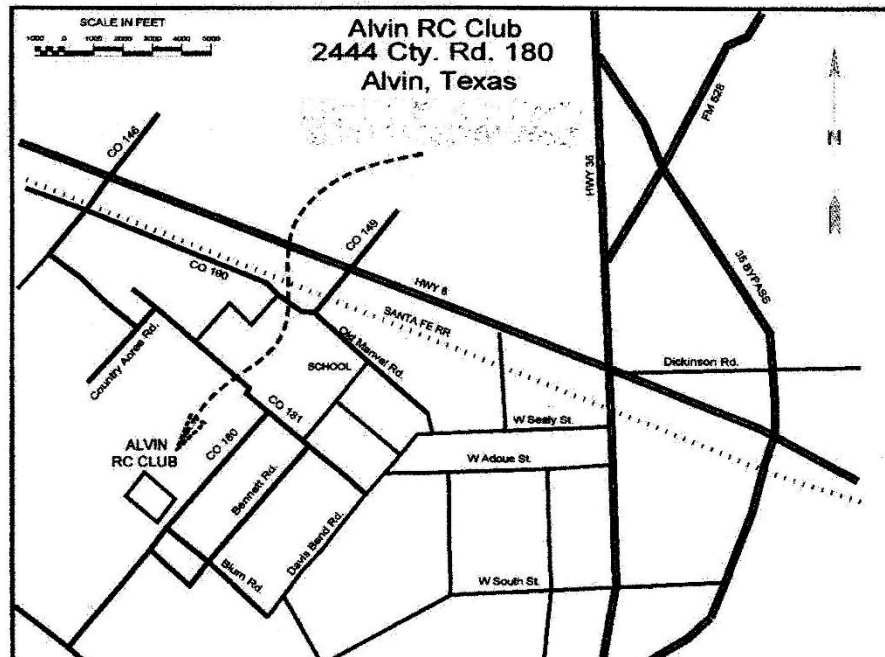 SCALE IN FEET
1000 0 1000 2000 3000 4000 5000
Alvin RC Club
2444 Cty. Rd. 180
Alvin, Texas
CO 146
CO 149
CO 190
HWY 6
SANTA FE RR
HWY 35
FM 528
35 BYPASS
N
Dickinson Rd.
Country Acres Rd.
Old Manvel Rd.
SCHOOL
CO 181
CO 180
W Sealy St.
W Adoue St.
ALVIN
RC CLUB
Bennett Rd.
Davis Bend Rd.
Blum Rd.
W South St.